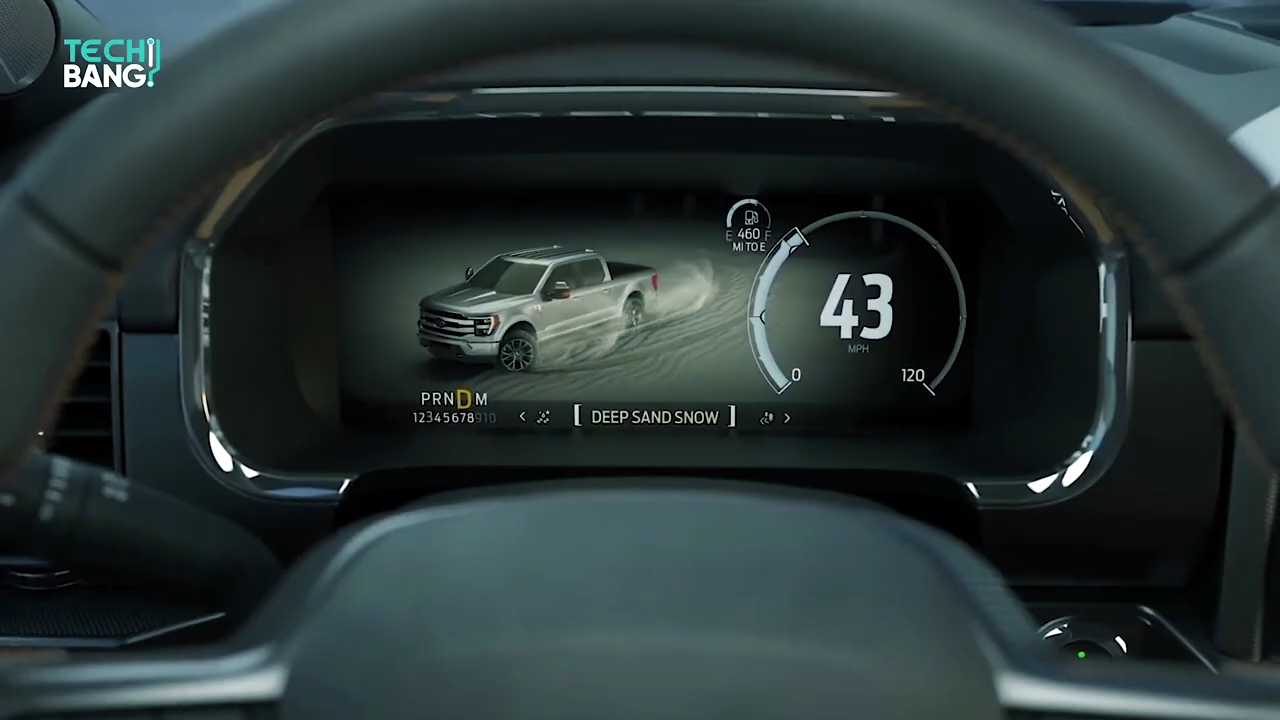 TECH
BANG!
E 460 F
MI TO E
43
MPH
0
120
PRNDM
12345678910
DEEP SAND SNOW